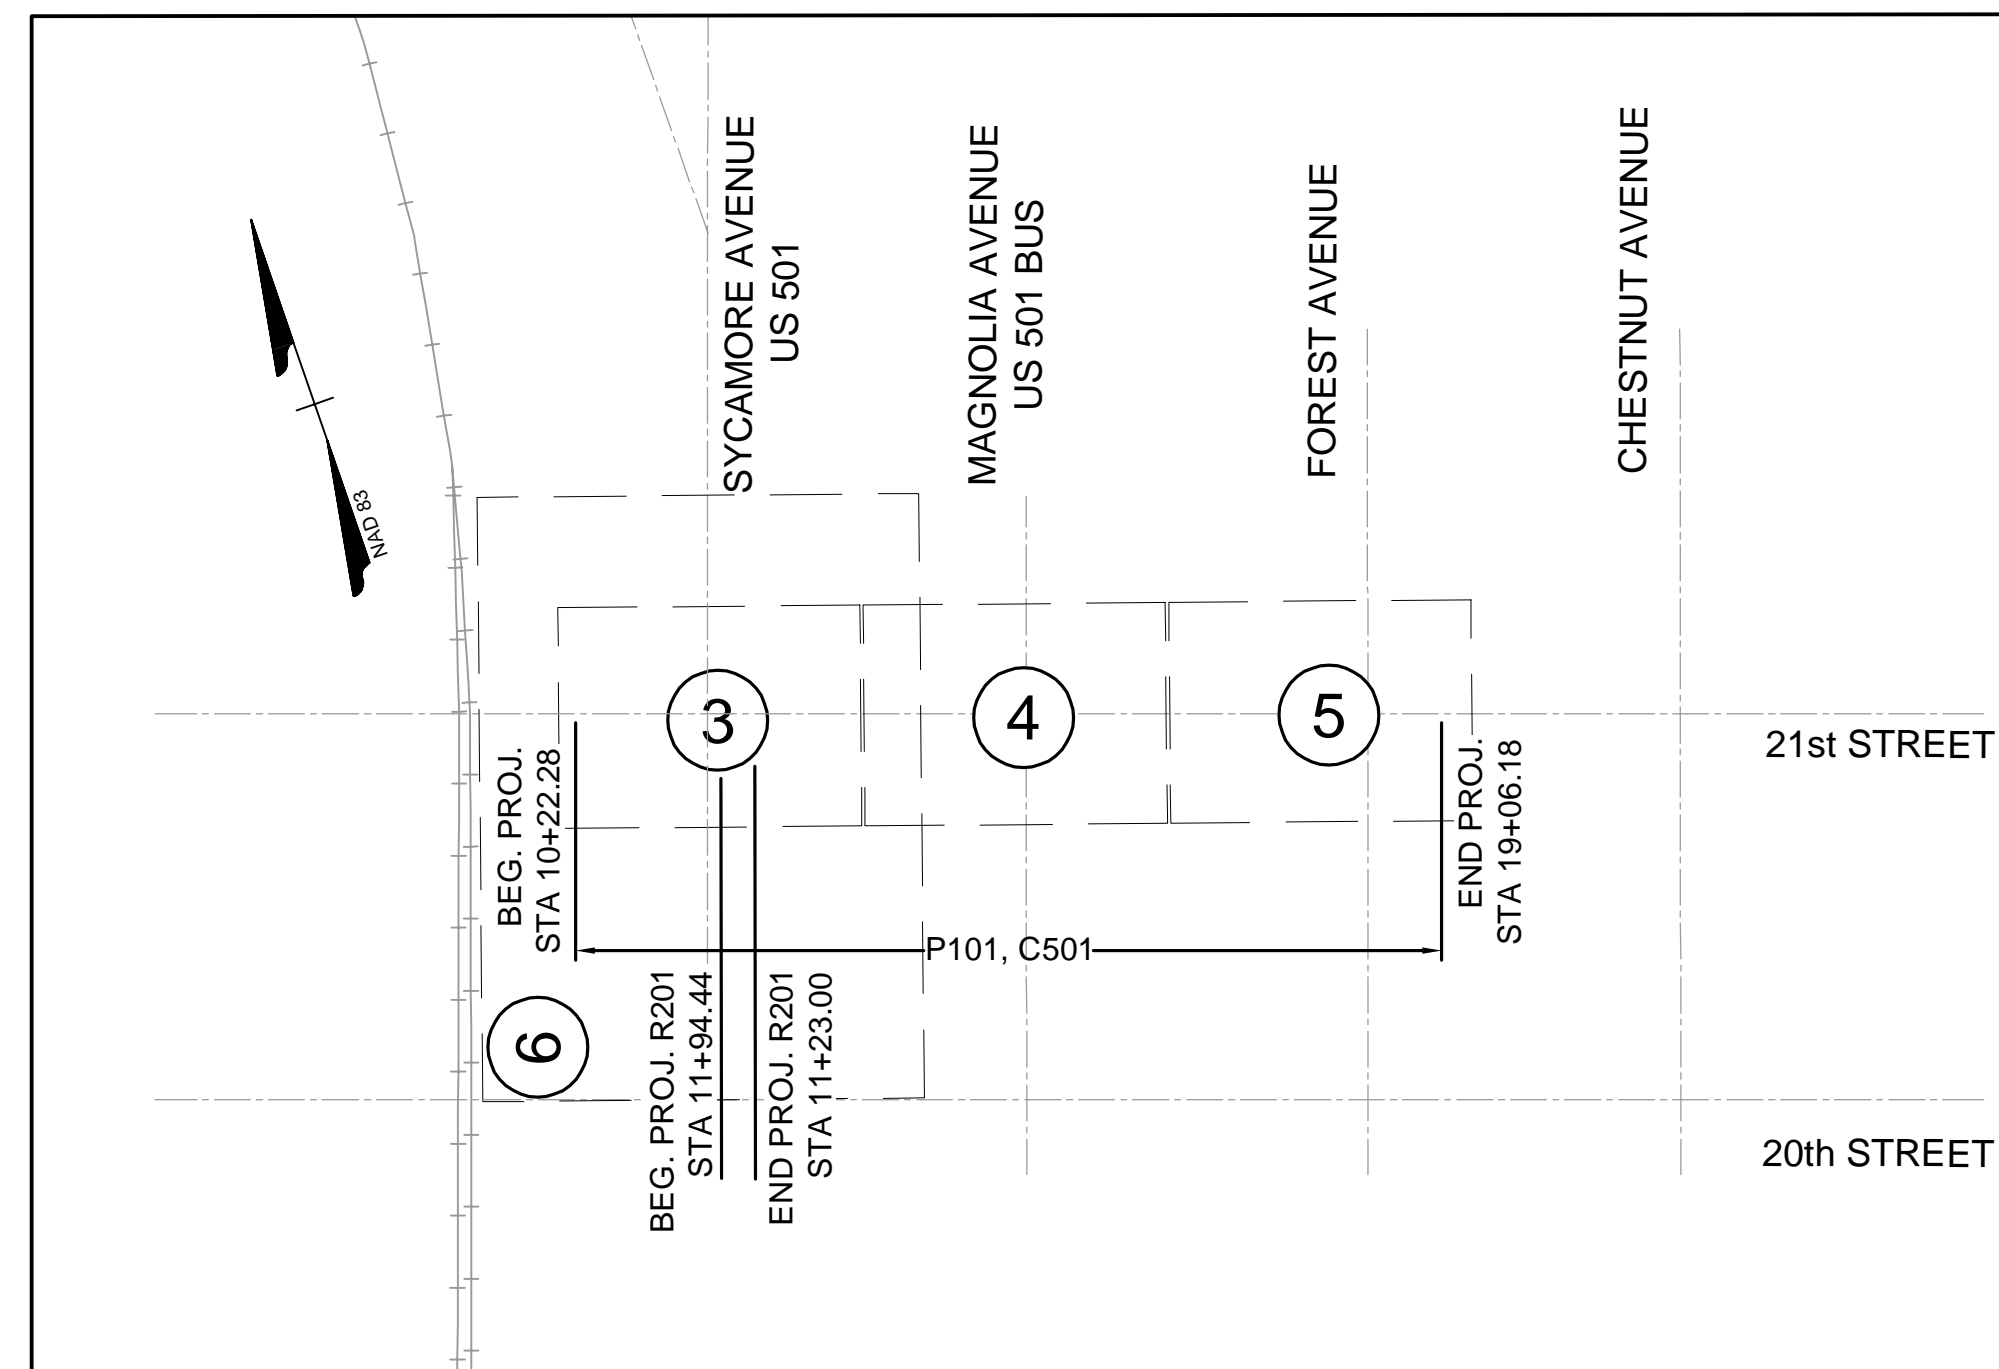 SYCAMORE AVENUE
US 501
MAGNOLIA AVENUE
US 501 BUS
FOREST AVENUE
CHESTNUT AVENUE
NAD 83
3
4
5
21st STREET
BEG. PROJ.
STA 10+22.28
END PROJ.
STA 19+06.18
P101, C501
6
BEG. PROJ. R201
STA 11+94.44
END PROJ. R201
STA 11+23.00
20th STREET